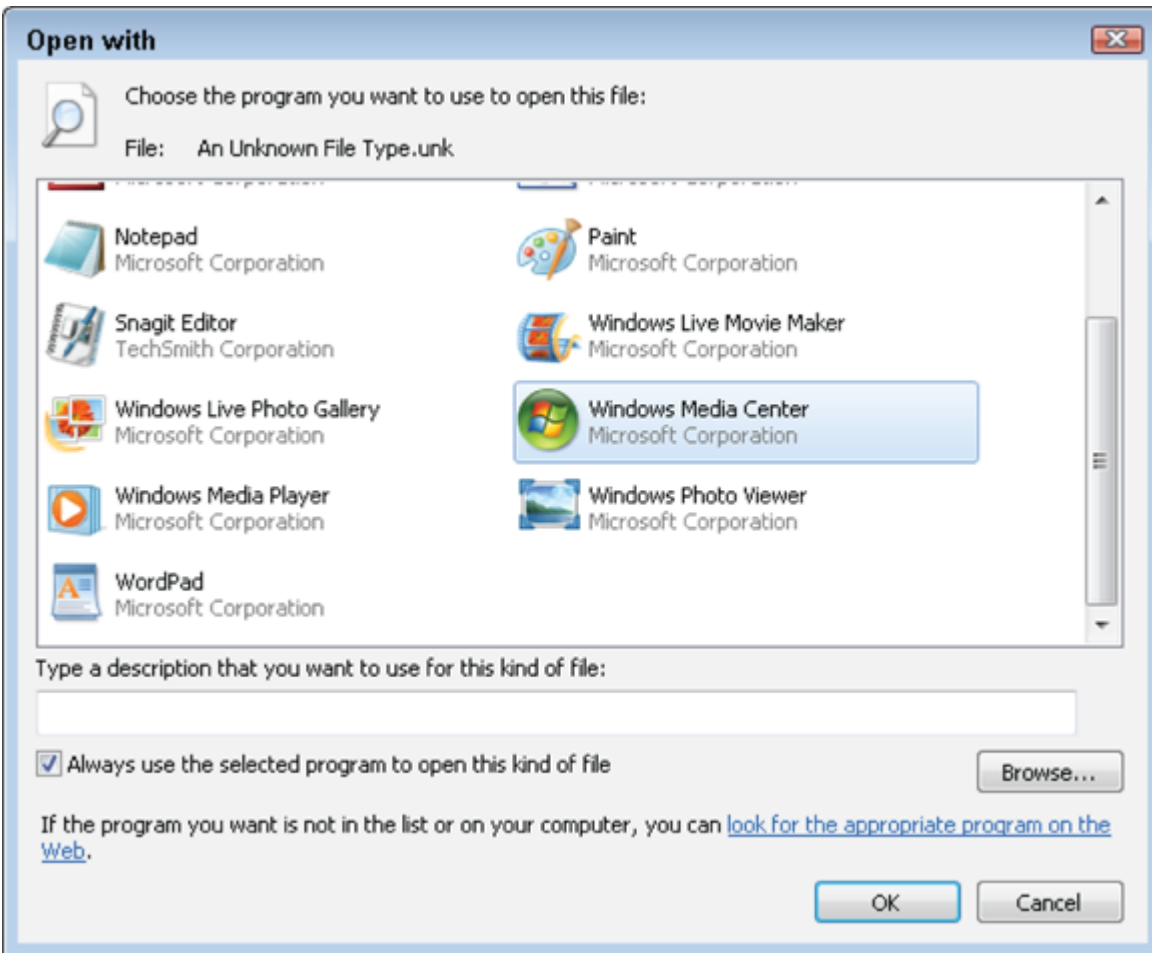 Open with
Choose the program you want to use to open this file:
File: An Unknown File Type.unk
Notepad
Microsoft Corporation
Paint
Microsoft Corporation
Snagit Editor
TechSmith Corporation
Windows Live Movie Maker
Microsoft Corporation
Windows Live Photo Gallery
Microsoft Corporation
Windows Media Center
Microsoft Corporation
Windows Media Player
Microsoft Corporation
Windows Photo Viewer
Microsoft Corporation
WordPad
Microsoft Corporation
Type a description that you want to use for this kind of file:
Always use the selected program to open this kind of file
Browse...
If the program you want is not in the list or on your computer, you can look for the appropriate program on the
Web.
OK
Cancel